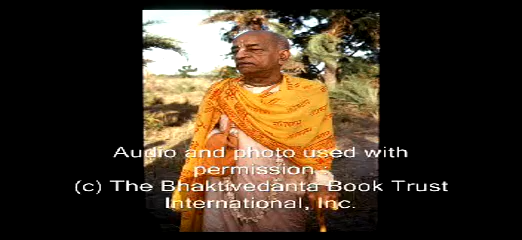 Audio and photo used with
permission.
(c) The Bhaktivedanta Book Trust
International, Inc.